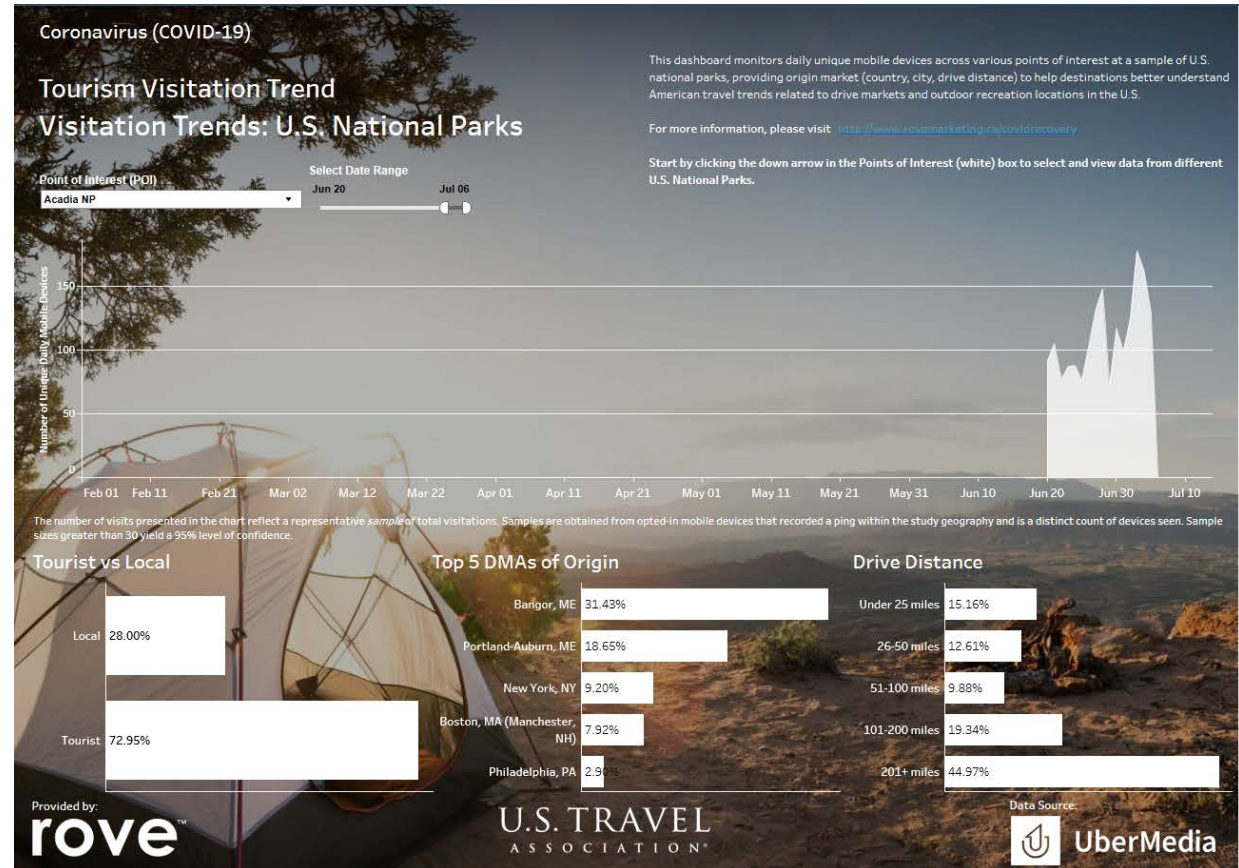 Coronavirus (COVID-19)
Tourism Visitation Trend
Visitation Trends: U.S. National Parks
This dashboard monitors daily unique mobile devices across various points of interest at a sample of U.S.
national parks, providing origin market (country, city, drive distance) to help destinations better understand
American travel trends related to drive markets and outdoor recreation locations in the U.S.
For more information, please visit http://www.rovemarketing.ca/covidrecovery
Start by clicking the down arrow in the Points of Interest (white) box to select and view data from different
U.S. National Parks.
Point of Interest (POI)
Acadia NP
Select Date Range
Jun 20 Jul 06
Number of Unique Daily Mobile Devices
150
100
50
0
Feb 01 Feb 11 Feb 21 Mar 02 Mar 12 Mar 22 Apr 01 Apr 11 Apr 21 May 01 May 11 May 21 May 31 Jun 10 Jun 20 Jun 30 Jul 10
The number of visits presented in the chart reflect a representative sample of total visitations. Samples are obtained from opted-in mobile devices that recorded a ping within the study geography and is a distinct count of devices seen. Sample
sizes greater than 30 yield a 95% level of confidence.
Tourist vs Local
Local 28.00%
Tourist 72.95%
Top 5 DMAs of Origin
Bangor, ME 31.43%
Portland-Auburn, ME 18.65%
New York, NY 9.20%
Boston, MA (Manchester,
NH) 7.92%
Philadelphia, PA 2.90%
Drive Distance
Under 25 miles 15.16%
26-50 miles 12.61%
51-100 miles 9.88%
101-200 miles 19.34%
201+ miles 44.97%
Provided by:
rove™
U.S. TRAVEL
ASSOCIATION®
Data Source:
UberMedia